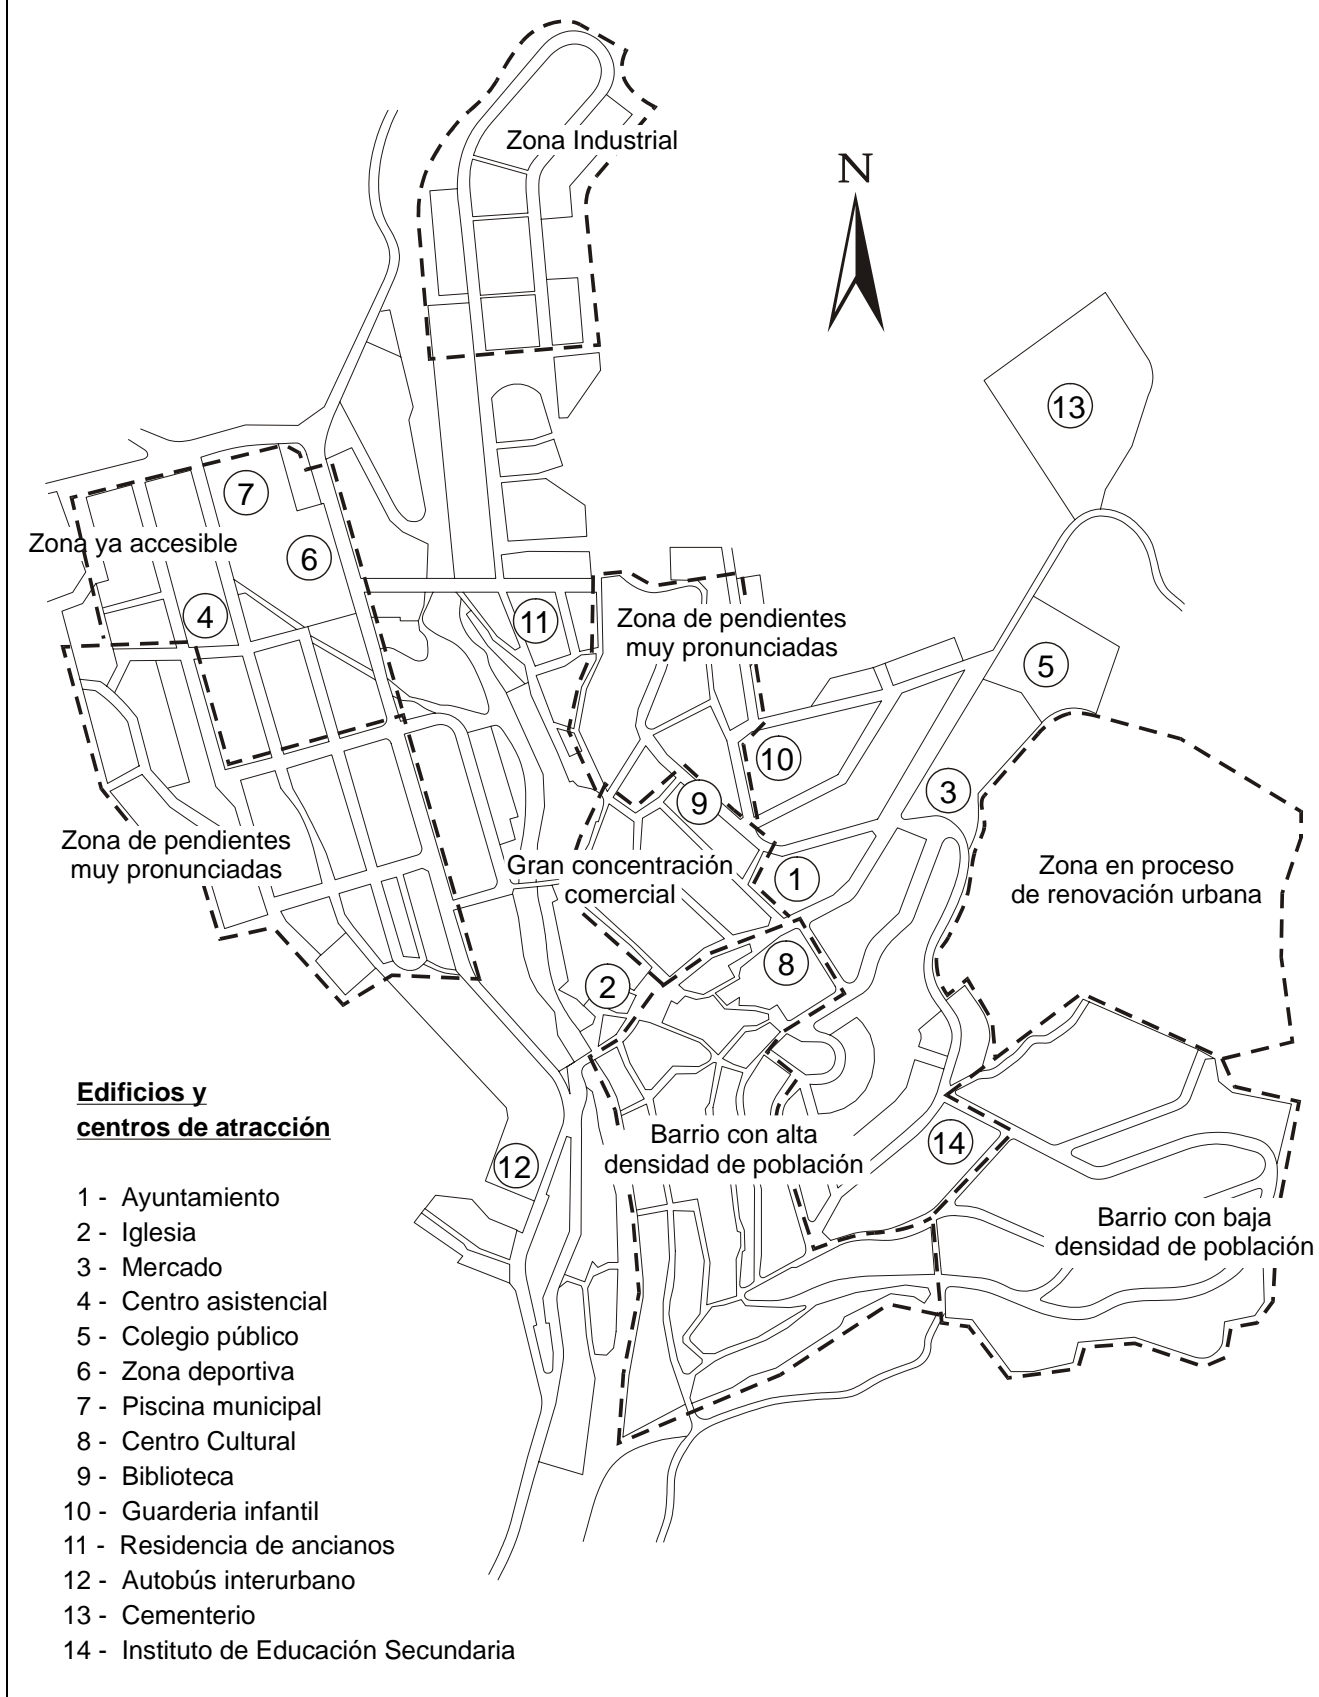 Zona Industrial
N
13
7
Zona ya accesible
6
4
11
Zona de pendientes
muy pronunciadas
5
10
3
9
Zona de pendientes
muy pronunciadas
Gran concentración
comercial
1
Zona en proceso
de renovación urbana
8
2
Edificios y
centros de atracción
Barrio con alta
densidad de población
14
12
Barrio con baja
densidad de población
1 - Ayuntamiento
2 - Iglesia
3 - Mercado
4 - Centro asistencial
5 - Colegio público
6 - Zona deportiva
7 - Piscina municipal
8 - Centro Cultural
9 - Biblioteca
10 - Guarderia infantil
11 - Residencia de ancianos
12 - Autobús interurbano
13 - Cementerio
14 - Instituto de Educación Secundaria